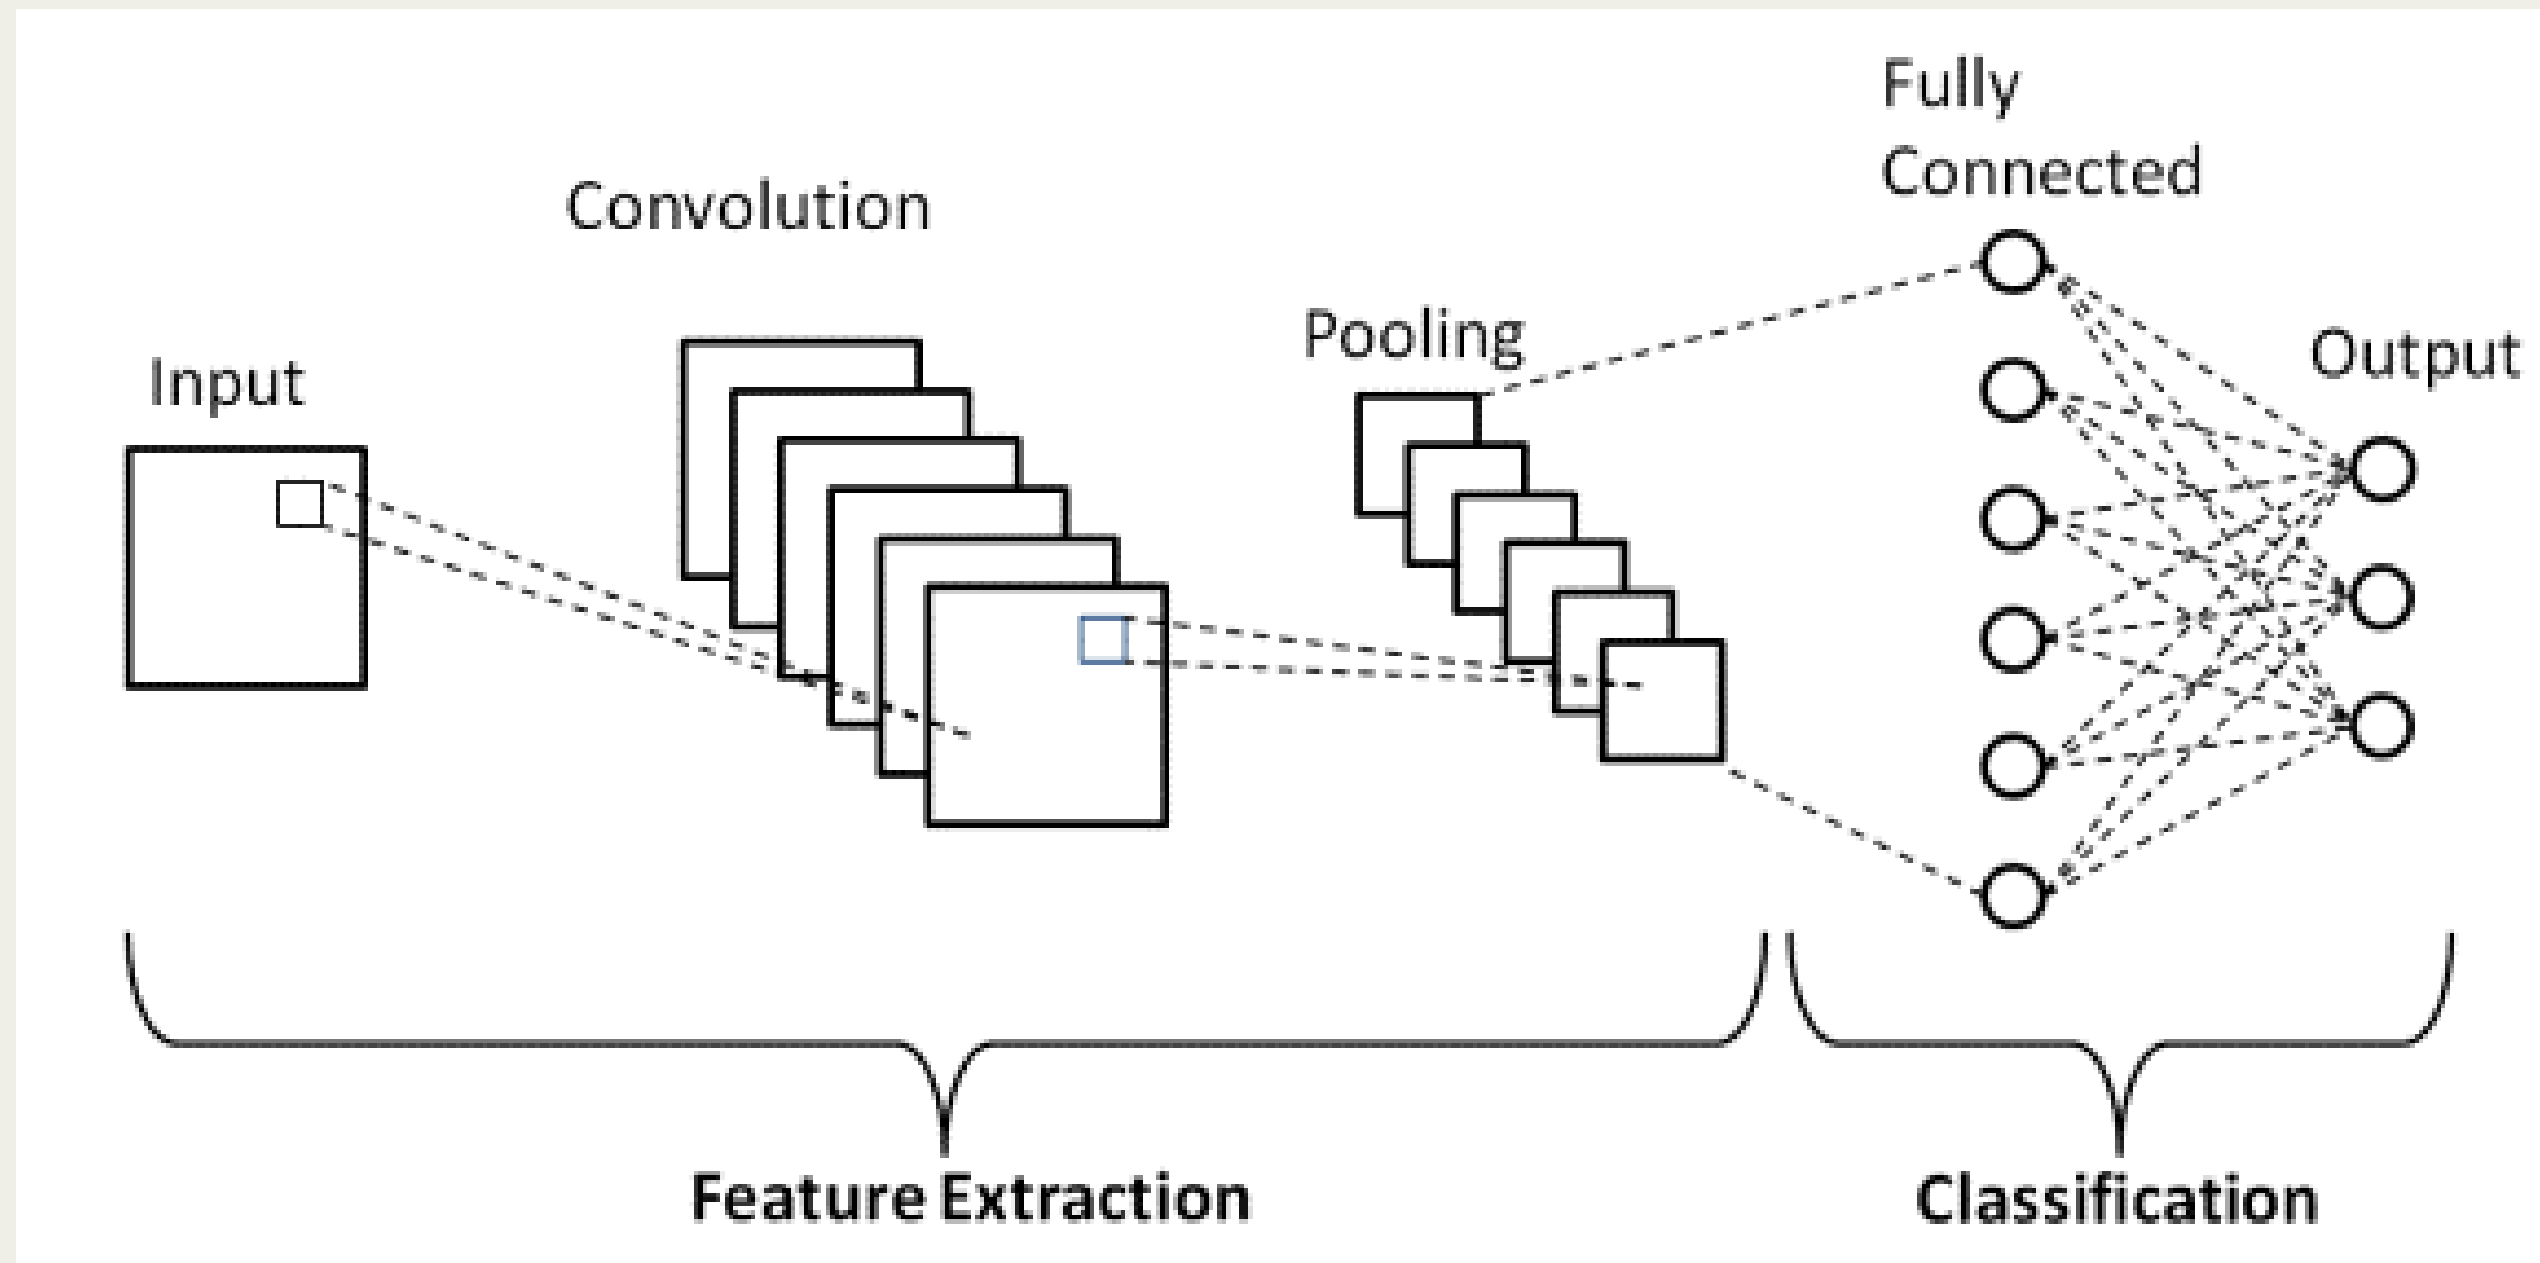 Fully
Connected
Convolution
Pooling
Output
Input
Feature Extraction
Classification